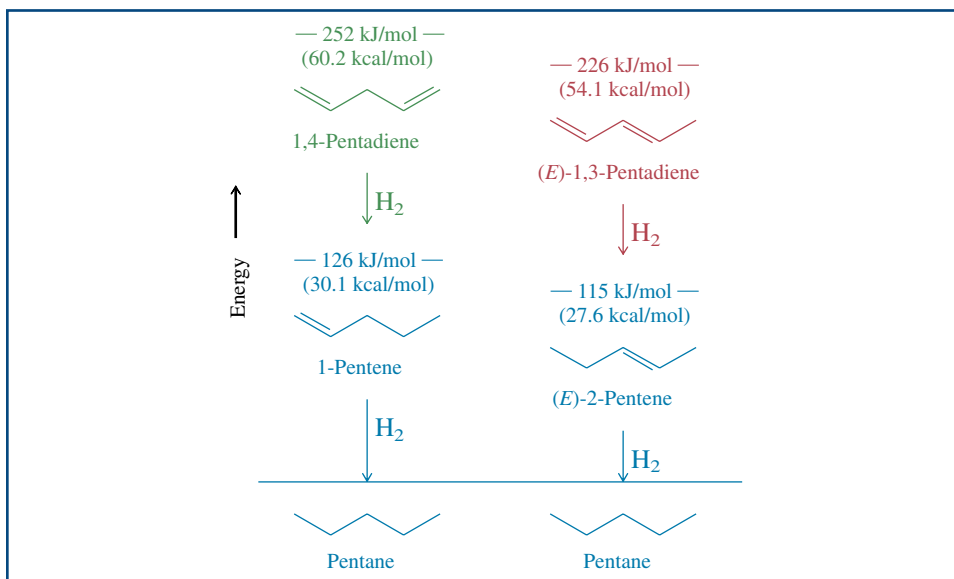 — 252 kJ/mol —
(60.2 kcal/mol)
1,4-Pentadiene
H₂
— 126 kJ/mol —
(30.1 kcal/mol)
1-Pentene
H₂
Pentane
— 226 kJ/mol —
(54.1 kcal/mol)
(E)-1,3-Pentadiene
H₂
— 115 kJ/mol —
(27.6 kcal/mol)
(E)-2-Pentene
H₂
Pentane
Energy